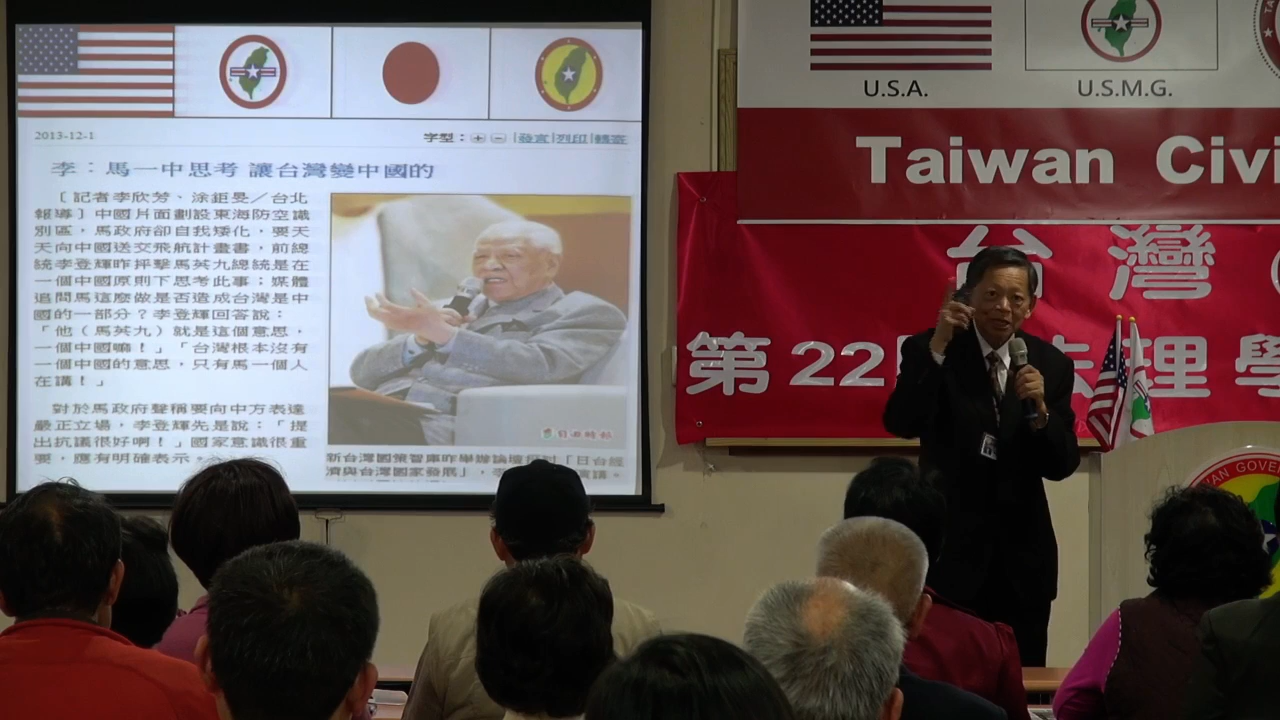 2013-12-1
字型：+ - |發言|列印|轉寄
李：馬一中思考 讓台灣變中國的
〔記者李欣芳、涂鉅旻／台北
報導〕中國片面劃設東海防空識
別區，馬政府卻自我矮化，要天
天向中國送交飛航計畫書，前總
統李登輝昨抨擊馬英九總統是在
一個中國原則下思考此事；媒體
追問馬這麼做是否造成台灣是中
國的一部分？李登輝回答說：
「他（馬英九）就是這個意思，
一個中國嘛！」「台灣根本沒有
一個中國的意思，只有馬一個人
在講！」
對於馬政府聲稱要向中方表達
嚴正立場，李登輝先是說：「提
出抗議很好啊！」國家意識很重
要，應有明確表示。
自由時報
新台灣國策智庫昨舉辦論壇探討「日台經
濟與台灣國家發展」，
演講。
U.S.A.
U.S.M.G.
Taiwan Civi
台灣
第22
法理學
WAN GOVER